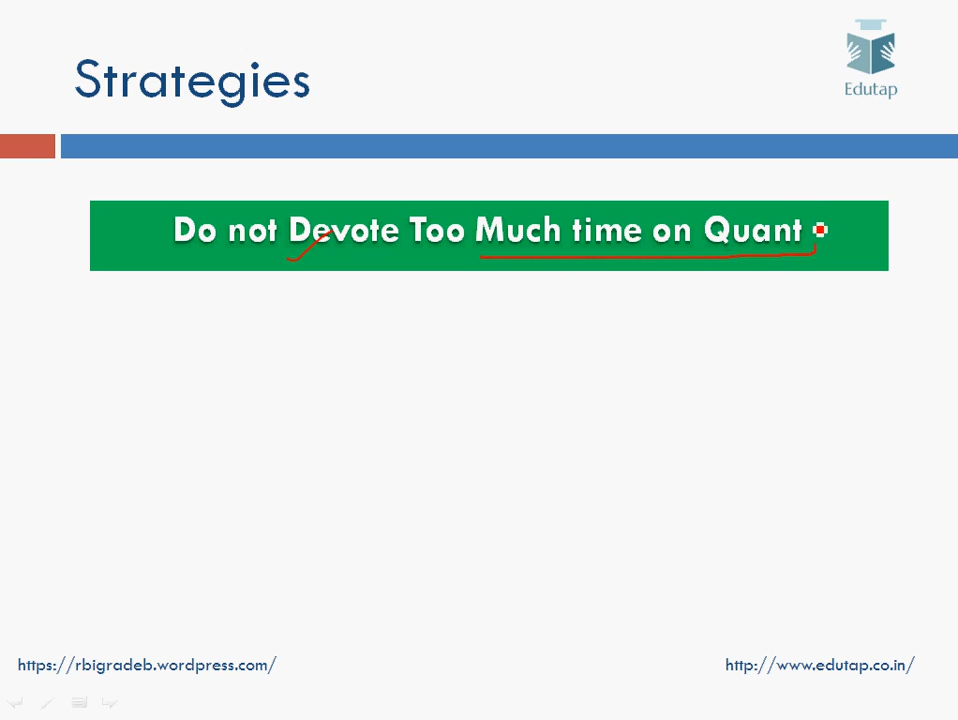 Strategies
Edutap
Do not Devote Too Much time on Quant
https://rbigradeb.wordpress.com/
http://www.edutap.co.in/